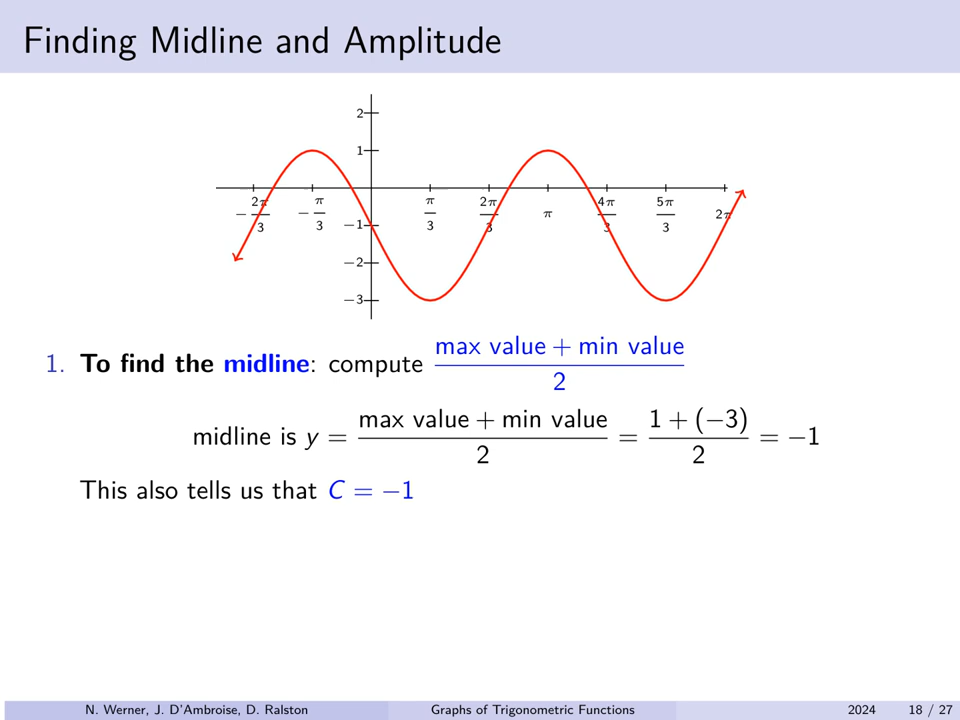 Finding Midline and Amplitude
2
1
−2π/3 −π/3 π/3 2π/3 π 4π/3 5π/3 2π
−1
−2
−3
1. To find the midline: compute (max value + min value)/2
midline is y = (max value + min value)/2 = (1 + (−3))/2 = −1
This also tells us that C = −1
N. Werner, J. D'Ambroise, D. Ralston Graphs of Trigonometric Functions 2024 18 / 27